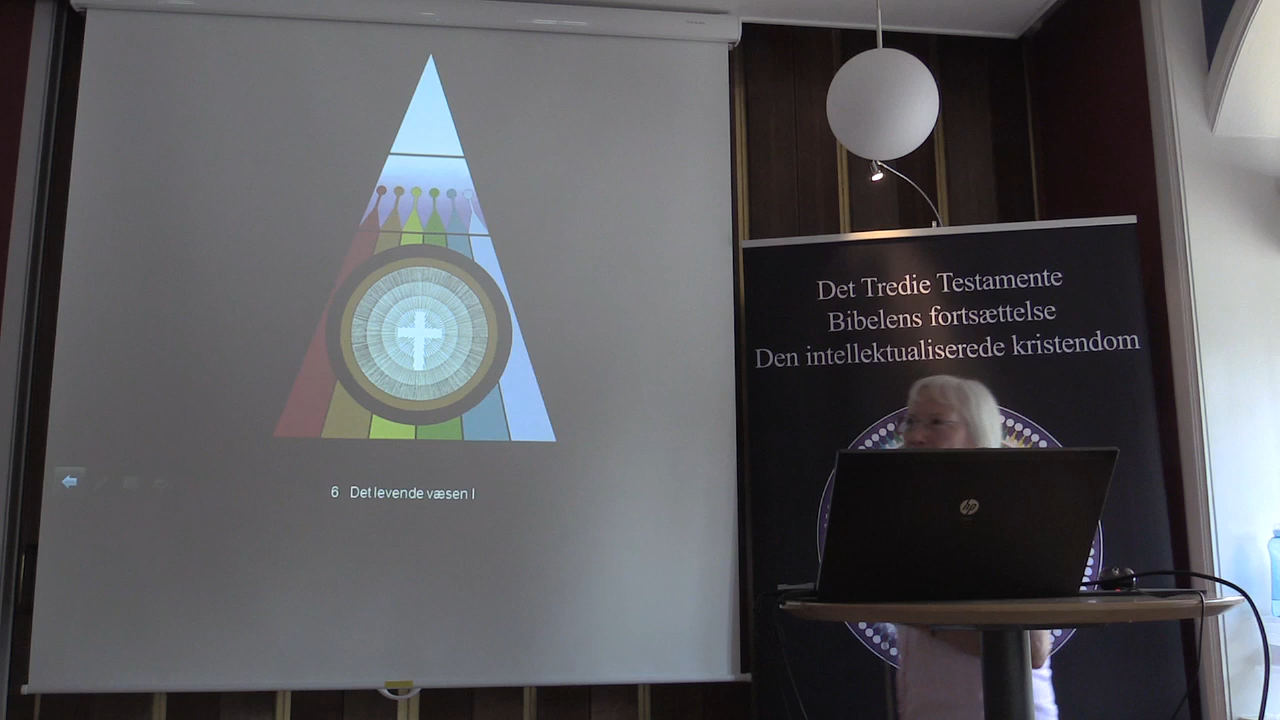 6 Det levende væsen I
Det Tredie Testamente
Bibelens fortsættelse
Den intellektualiserede kristendom
hp